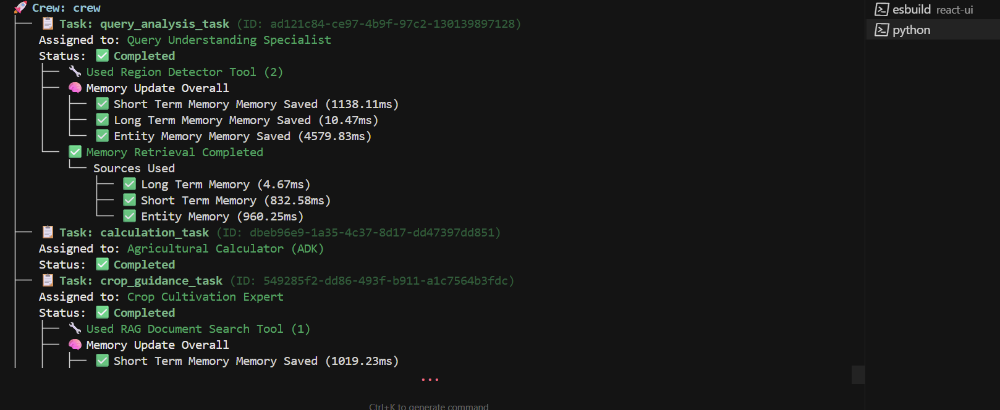 Crew: crew
Task: query_analysis_task (ID: ad121c84-ce97-4b9f-97c2-130139897128)
Assigned to: Query Understanding Specialist
Status: Completed
Used Region Detector Tool (2)
Memory Update Overall
Short Term Memory Memory Saved (1138.11ms)
Long Term Memory Memory Saved (10.47ms)
Entity Memory Memory Saved (4579.83ms)
Memory Retrieval Completed
Sources Used
Long Term Memory (4.67ms)
Short Term Memory (832.58ms)
Entity Memory (960.25ms)
Task: calculation_task (ID: dbeb96e9-1a35-4c37-8d17-dd47397dd851)
Assigned to: Agricultural Calculator (ADK)
Status: Completed
Task: crop_guidance_task (ID: 549285f2-dd86-493f-b911-a1c7564b3fdc)
Assigned to: Crop Cultivation Expert
Status: Completed
Used RAG Document Search Tool (1)
Memory Update Overall
Short Term Memory Memory Saved (1019.23ms)
...
Ctrl+K to generate command
esbuild react-ui
python